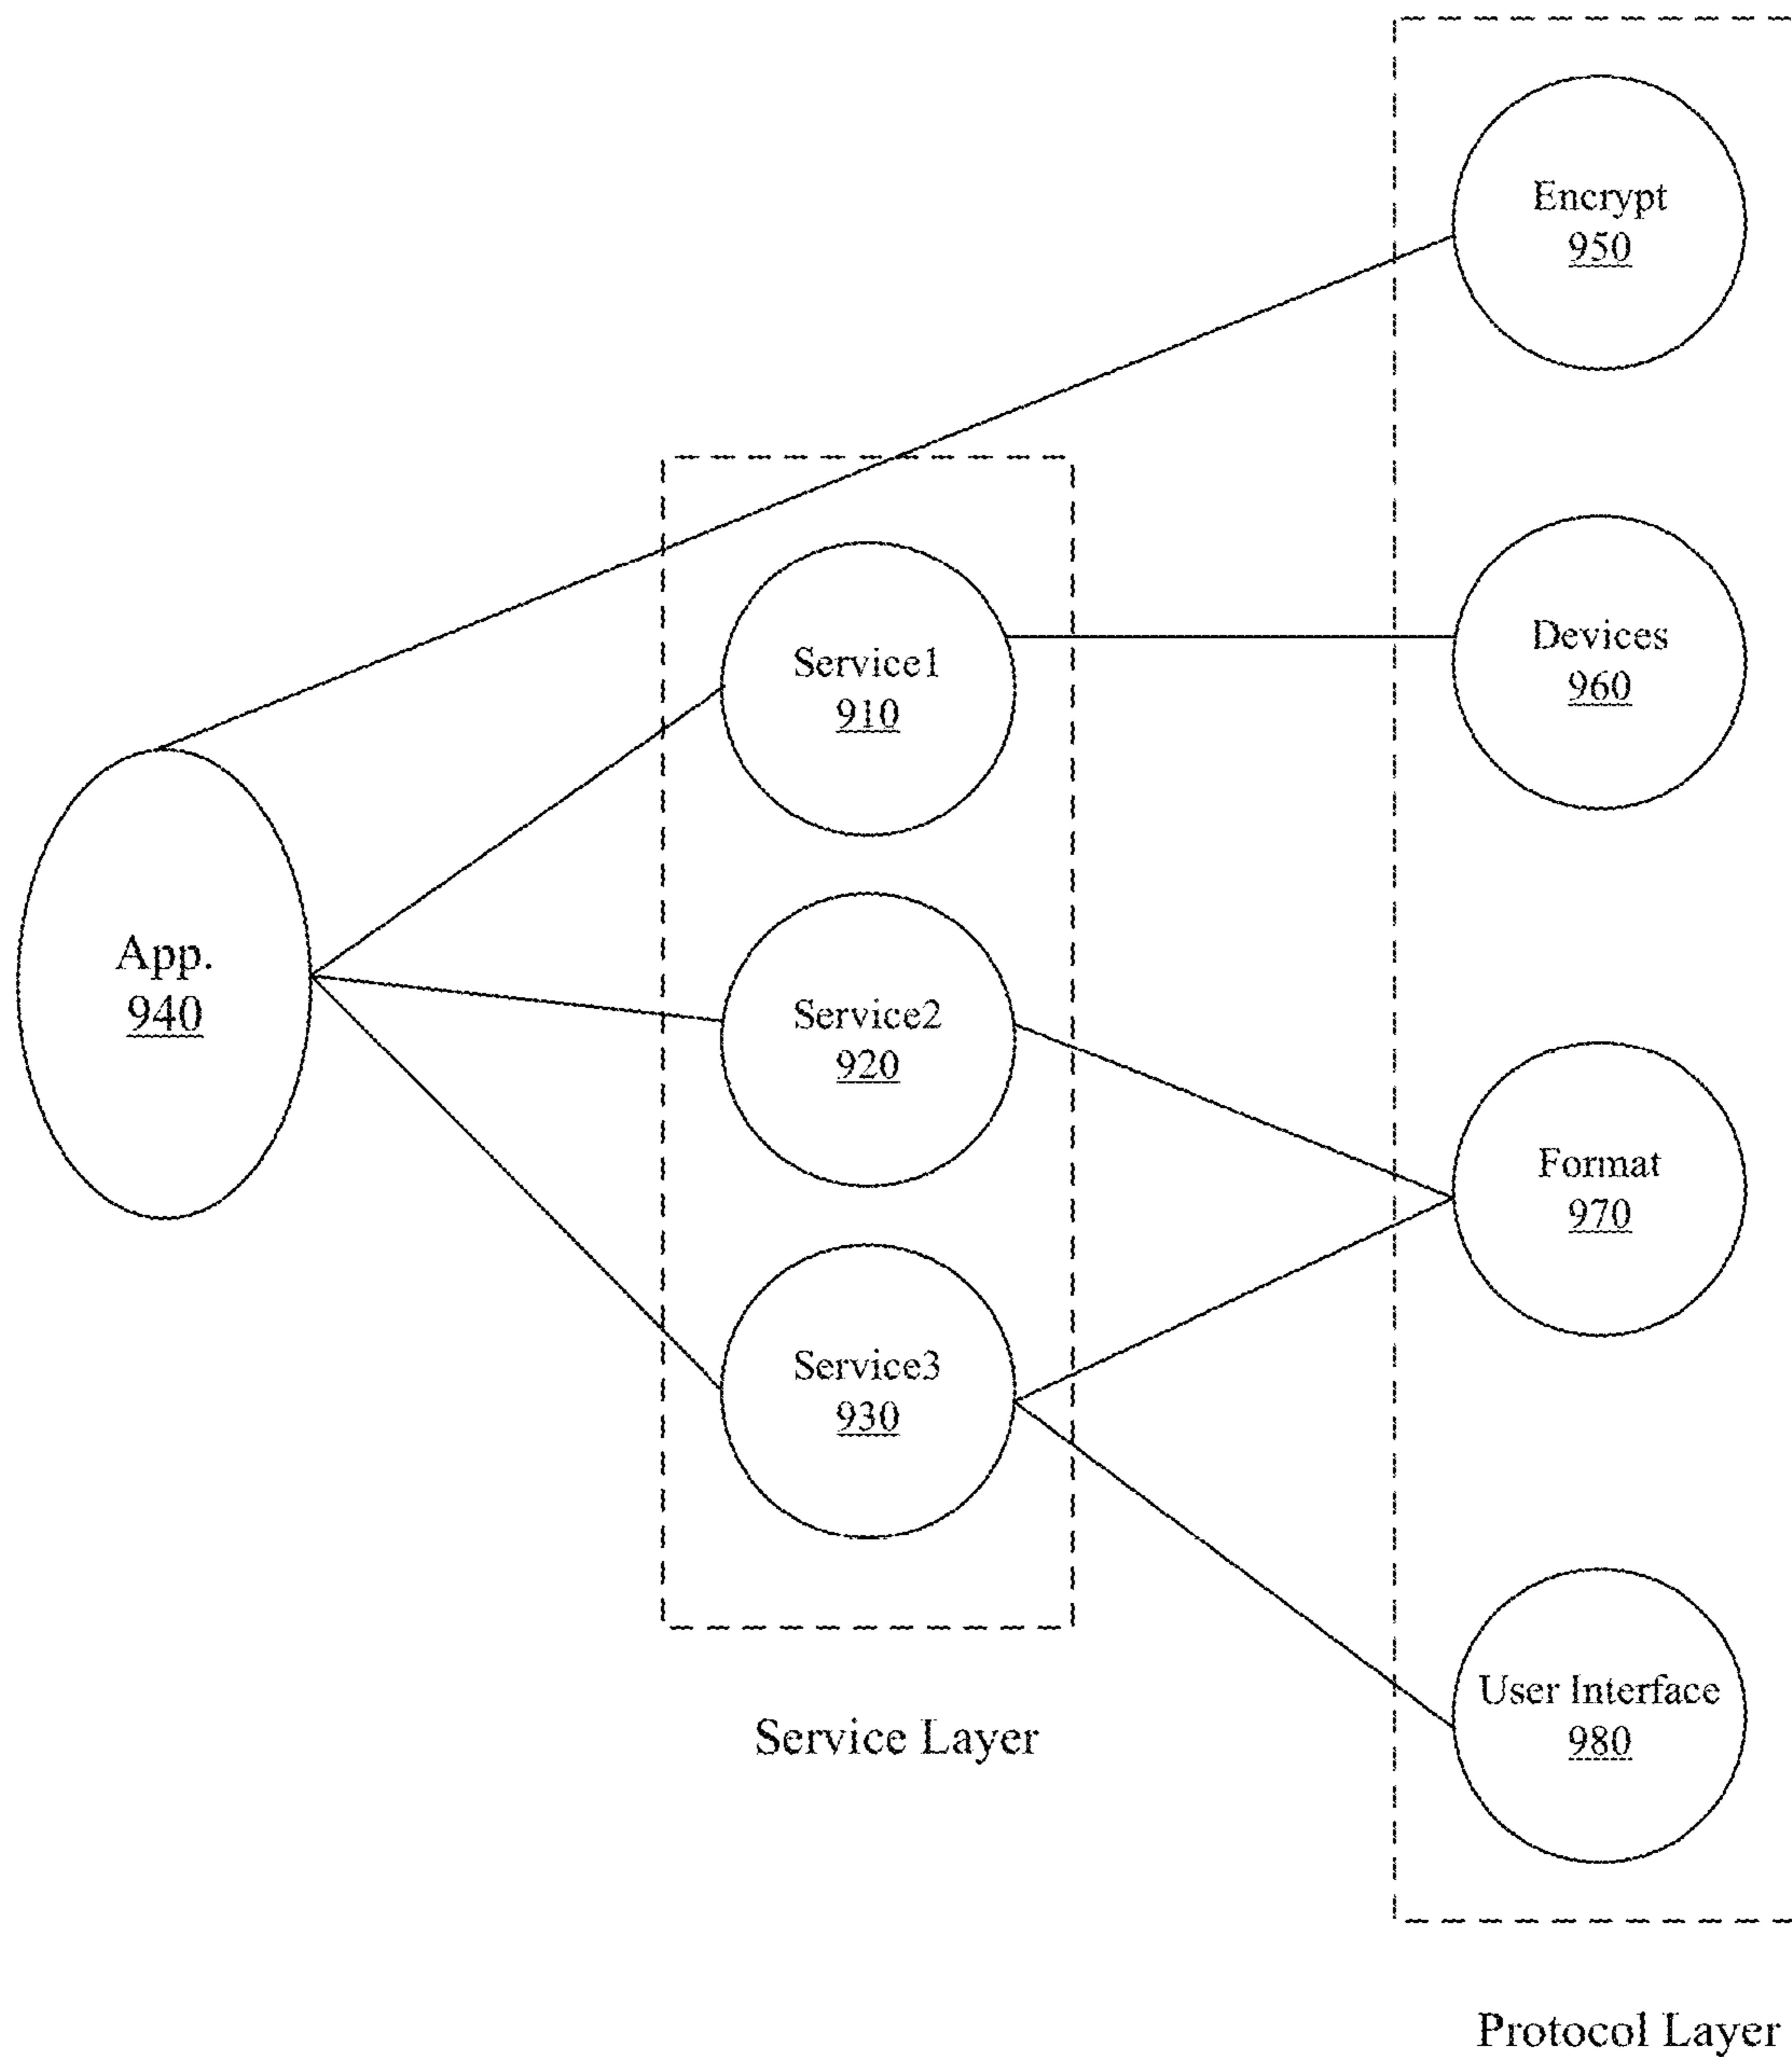 Encrypt
950
Devices
960
Service1
910
App.
940
Service2
920
Format
970
Service3
930
User Interface
980
Service Layer
Protocol Layer